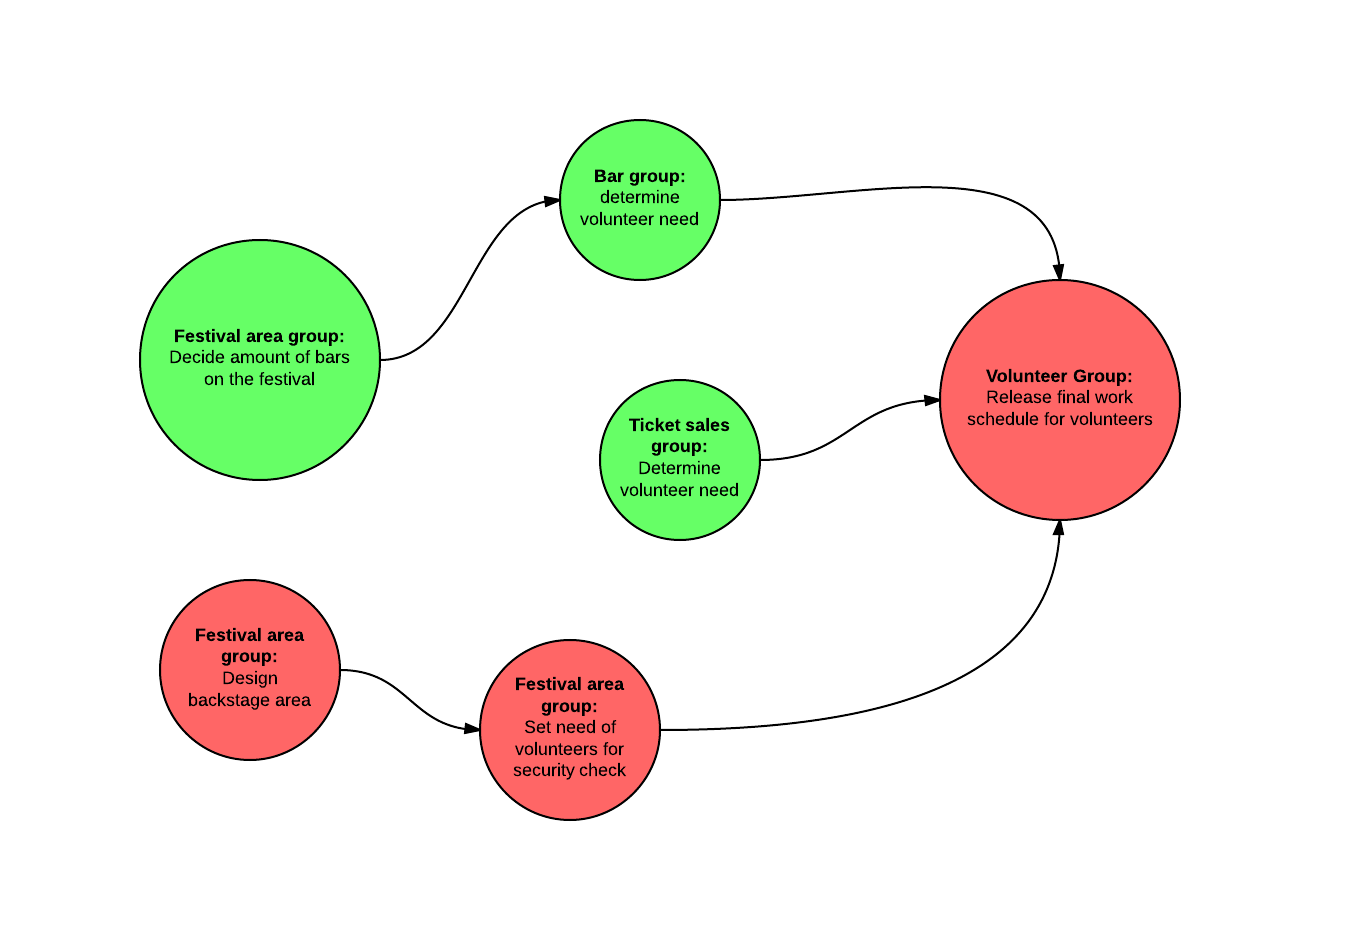 Bar group:
determine
volunteer need
Festival area group:
Decide amount of bars
on the festival
Volunteer Group:
Release final work
schedule for volunteers
Ticket sales
group:
Determine
volunteer need
Festival area
group:
Design
backstage area
Festival area
group:
Set need of
volunteers for
security check